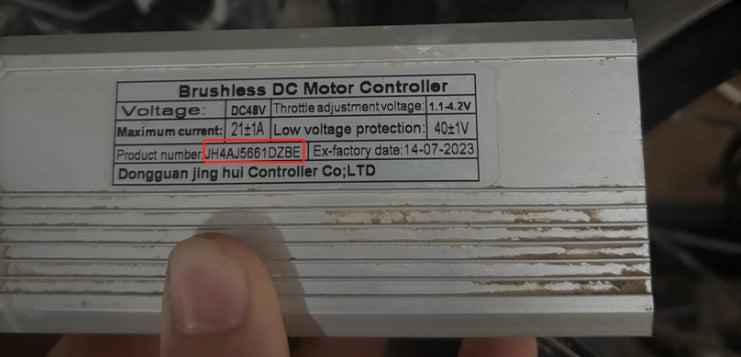 Brushless DC Motor Controller
Voltage: DC48V Throttle adjustment voltage: 1.1-4.2V
Maximum current: 21±1A Low voltage protection: 40±1V
Product number: JH4AJ5661DZBE Ex-factory date:14-07-2023
Dongguan jing hui Controller Co;LTD